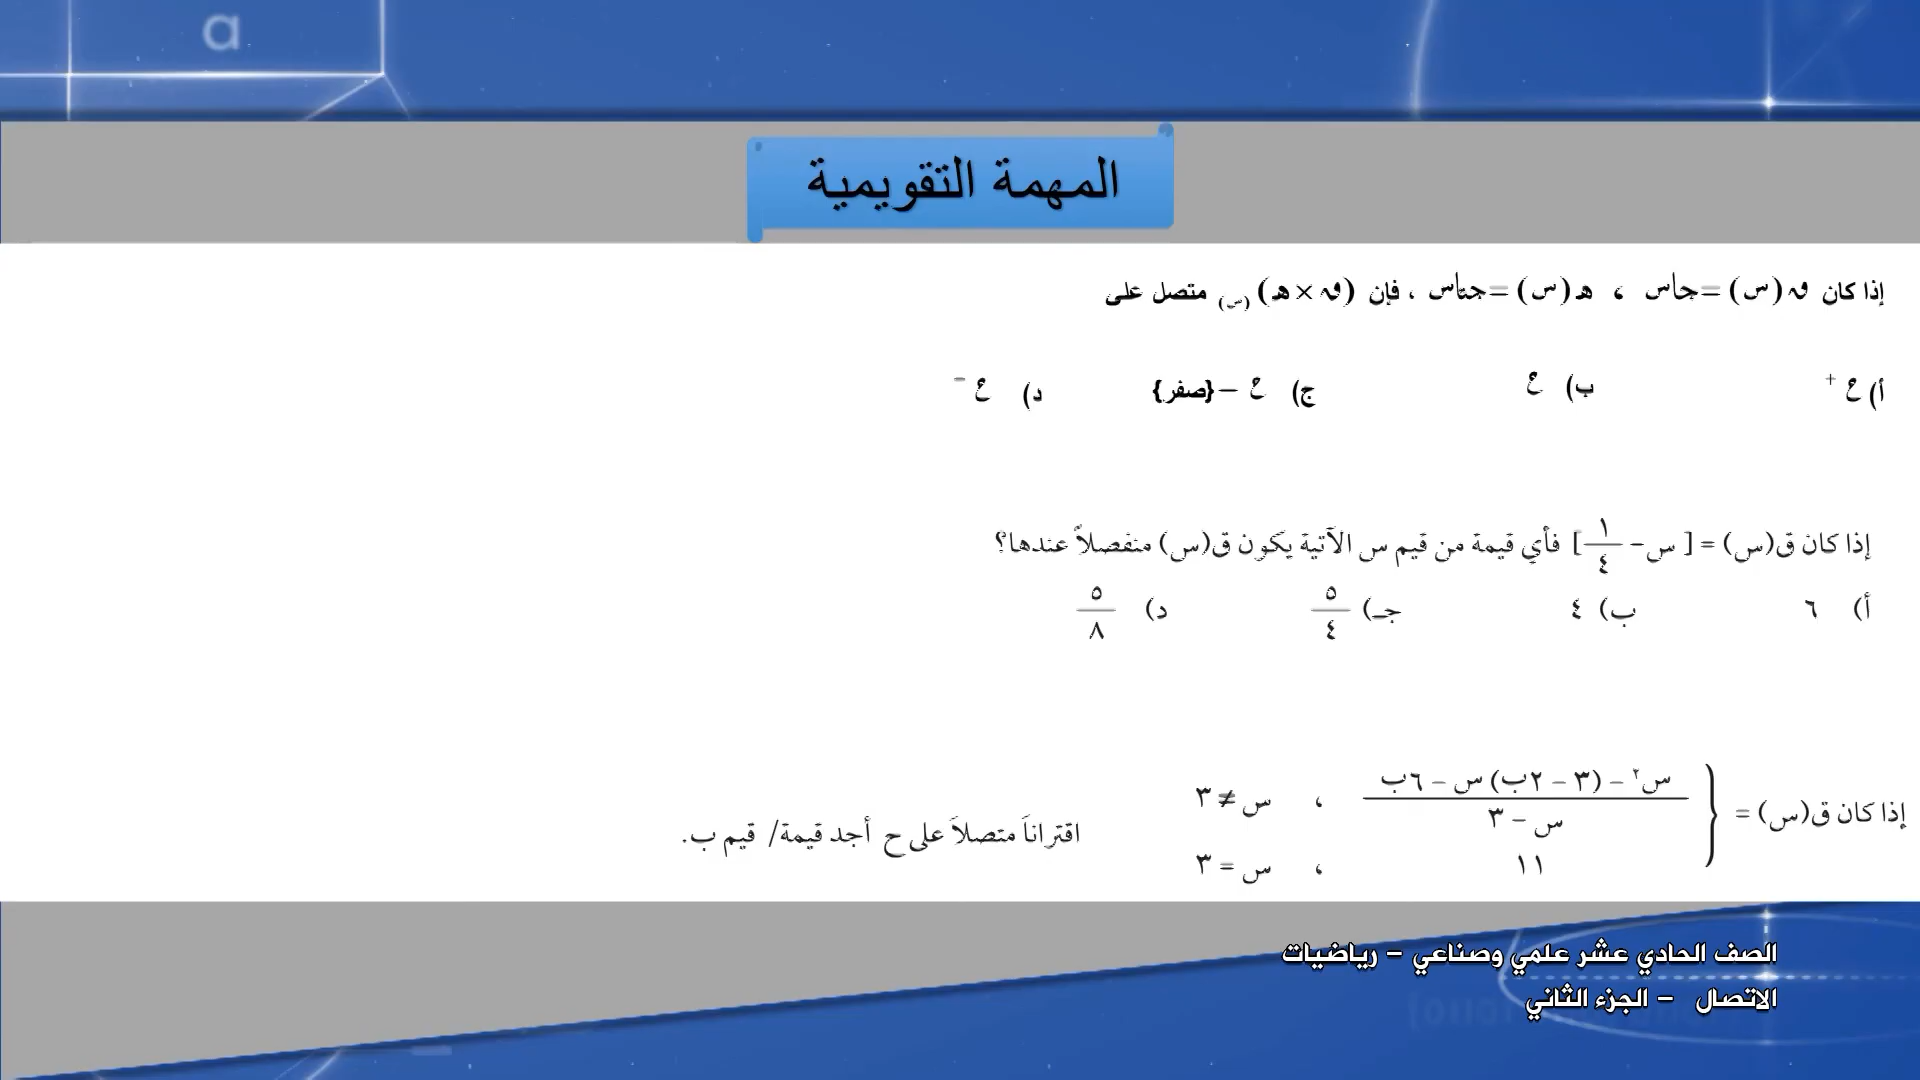 a
المهمة التقويمية
إذا كان ق(س) = جاس ، هـ(س) = جتاس ، فإن (ق × هـ)(س) متصل على
أ) ع+ ب) ع ج) ع – {صفر} د) ع-
إذا كان ق(س) = [ س - ١/٤ ] فأي قيمة من قيم س الآتية يكون ق(س) منفصلاً عندها؟
أ) ٦ ب) ٤ جـ) ٥/٤ د) ٥/٨
إذا كان ق(س) = { (س٢ - (٣ - ٢ب) س - ٦ب) / (س - ٣) ، س ≠ ٣
١١ ، س = ٣
اقتراناً متصلاً على ح أجد قيمة/ قيم ب.
الصف الحادي عشر علمي وصناعي – رياضيات
الاتصال – الجزء الثاني